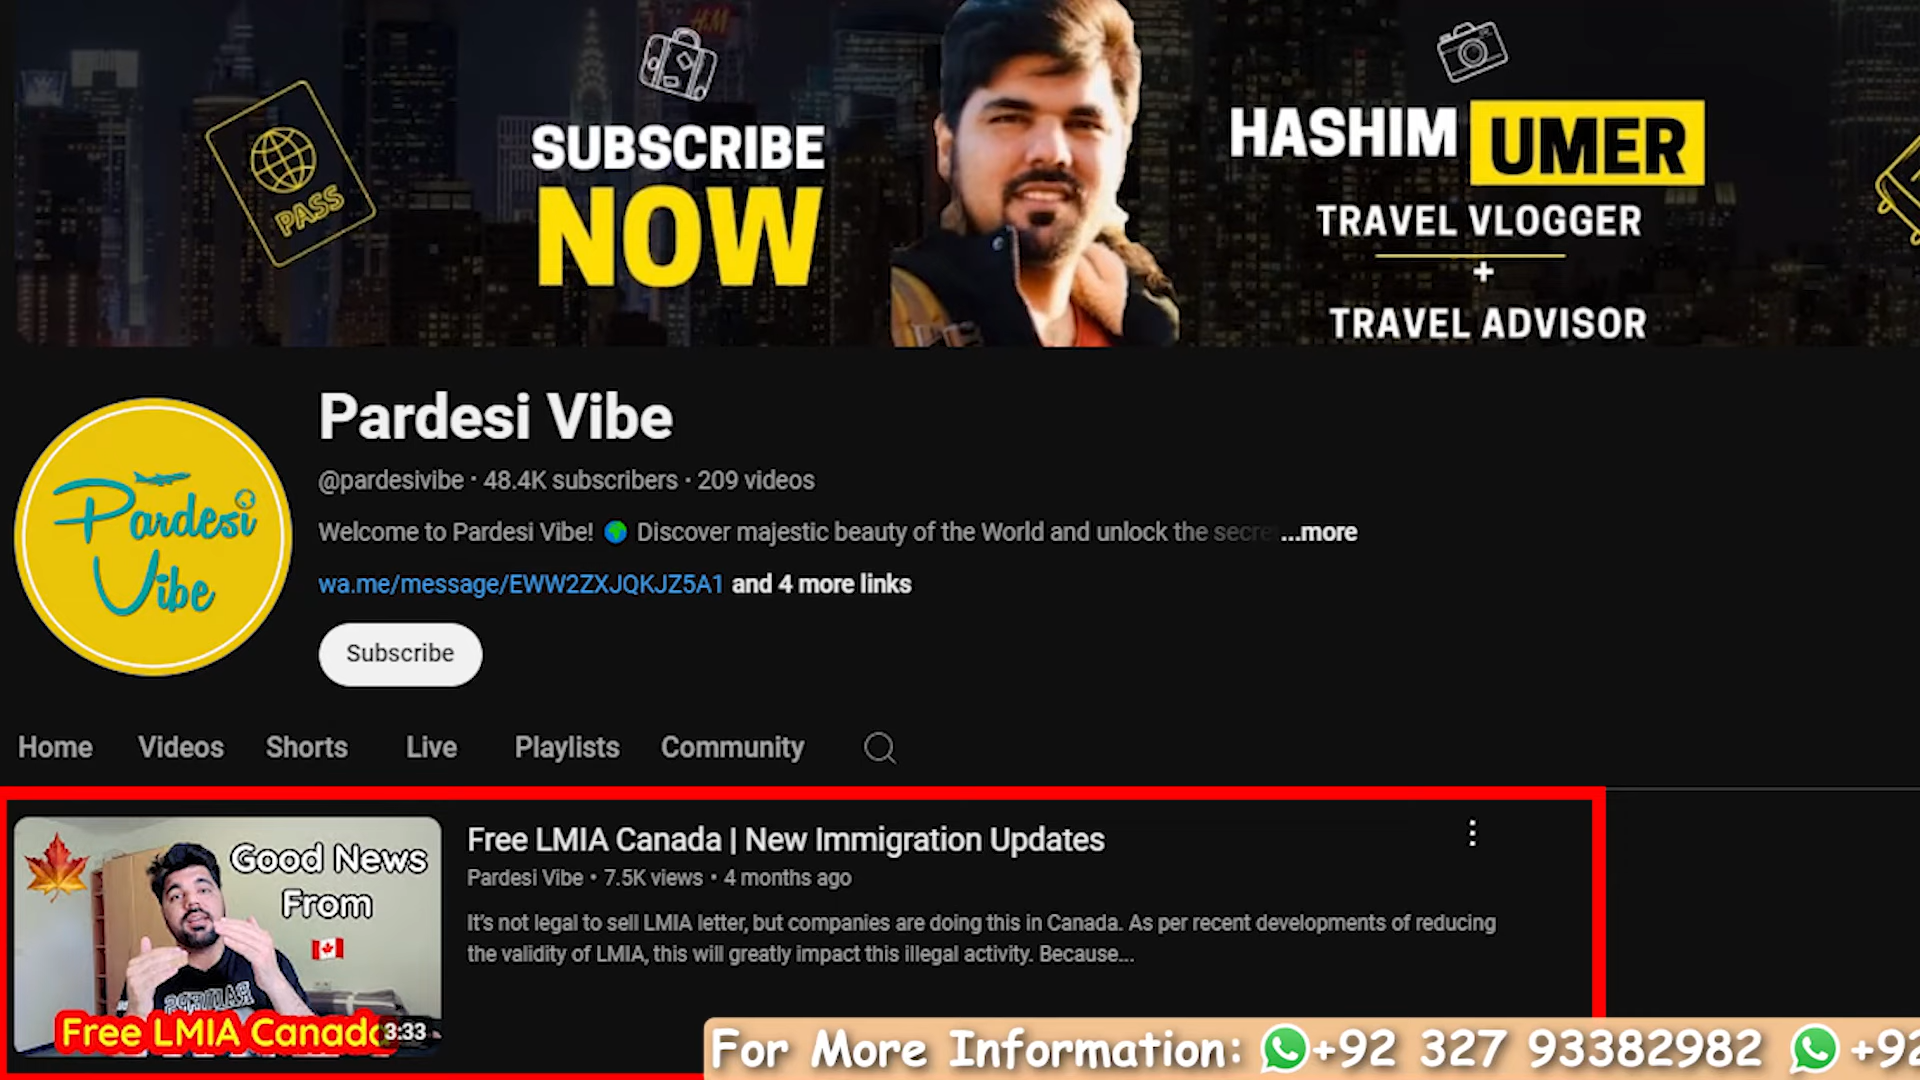 H&M
PASS
SUBSCRIBE
NOW
HASHIM UMER
TRAVEL VLOGGER
+
TRAVEL ADVISOR
Pardesi
Vibe
Pardesi Vibe
@pardesivibe • 48.4K subscribers • 209 videos
Welcome to Pardesi Vibe! 🌍 Discover majestic beauty of the World and unlock the secre ...more
wa.me/message/EWW2ZXJQKJZ5A1 and 4 more links
Subscribe
Home Videos Shorts Live Playlists Community
Good News
From
Free LMIA Canada
3:33
Free LMIA Canada | New Immigration Updates
Pardesi Vibe • 7.5K views • 4 months ago
It's not legal to sell LMIA letter, but companies are doing this in Canada. As per recent developments of reducing
the validity of LMIA, this will greatly impact this illegal activity. Because...
For More Information: +92 327 93382982 +92